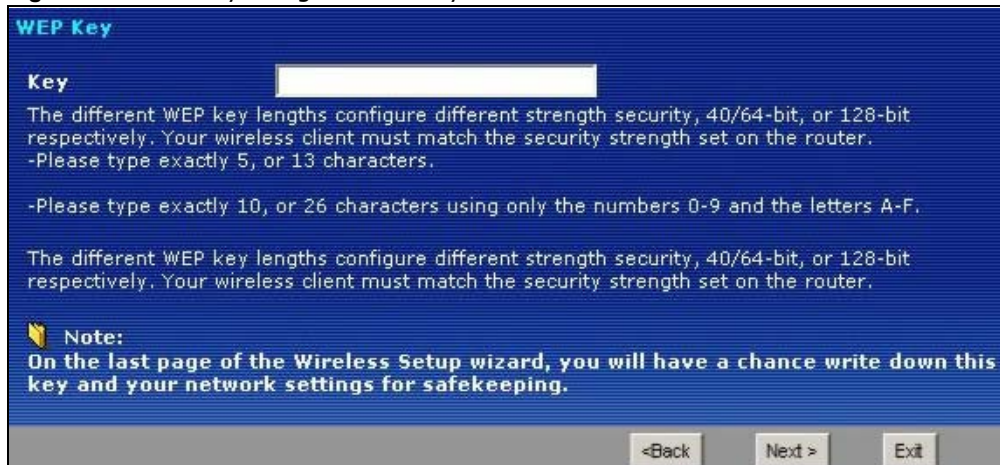 WEP Key
Key
The different WEP key lengths configure different strength security, 40/64-bit, or 128-bit
respectively. Your wireless client must match the security strength set on the router.
-Please type exactly 5, or 13 characters.
-Please type exactly 10, or 26 characters using only the numbers 0-9 and the letters A-F.
The different WEP key lengths configure different strength security, 40/64-bit, or 128-bit
respectively. Your wireless client must match the security strength set on the router.
Note:
On the last page of the Wireless Setup wizard, you will have a chance write down this
key and your network settings for safekeeping.
<Back Next > Exit